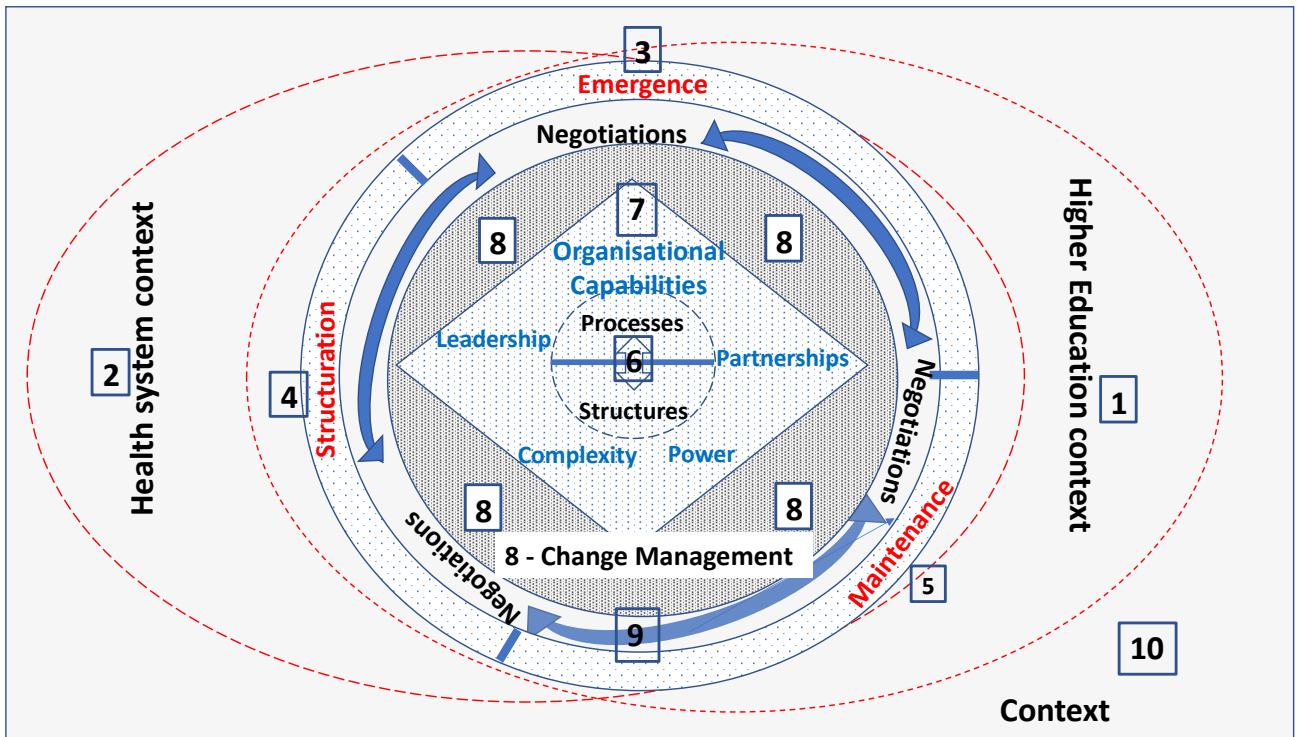 3
Emergence
Negotiations
8
7
8
Organisational
Capabilities
Processes
Leadership
6
Partnerships
Structures
Complexity
Power
8
8
8 - Change Management
2
Health system context
4
Structuration
Negotiations
Negotiations
Maintenance
5
9
Higher Education context
1
10
Context